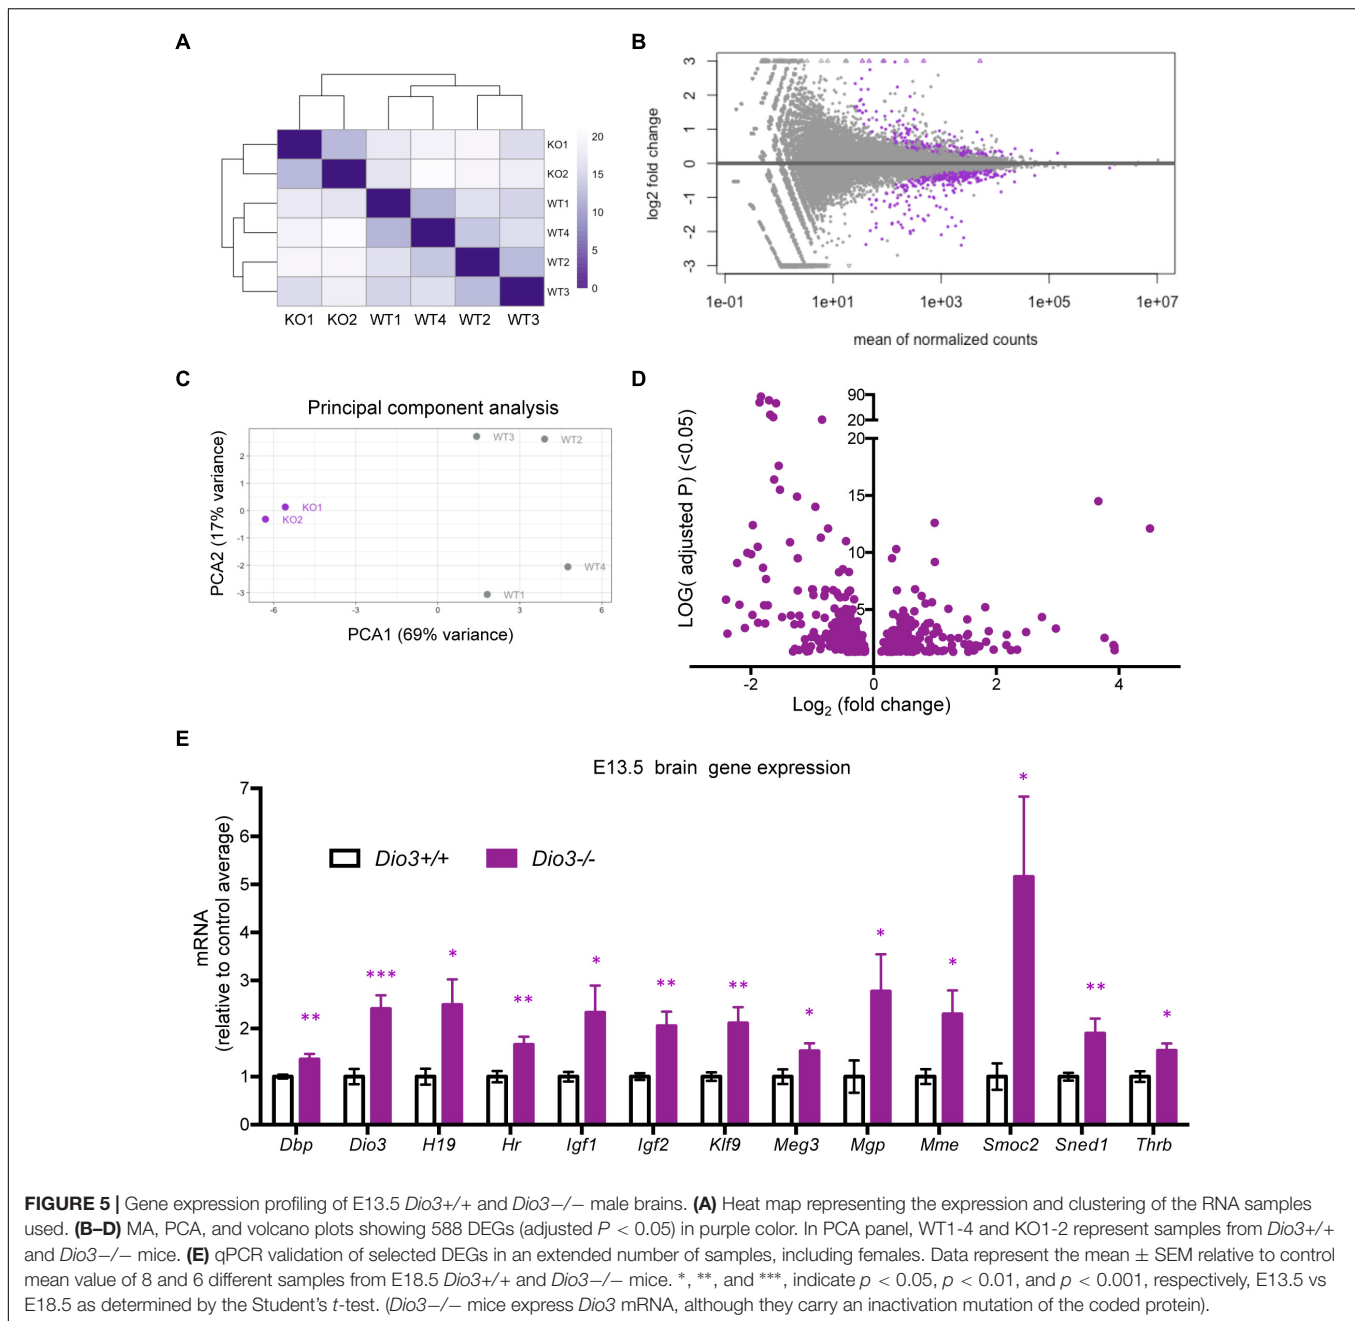 A
KO1
KO2
WT1
WT4
WT2
WT3
20
15
10
5
0
KO1 KO2 WT1 WT4 WT2 WT3
B
log2 fold change
3
2
1
0
-1
-2
-3
1e-01 1e+01 1e+03 1e+05 1e+07
mean of normalized counts
C
Principal component analysis
PCA2 (17% variance)
2
1
0
-1
-2
-3
WT3
WT2
KO1
KO2
WT4
WT1
-6 -3 0 3 6
PCA1 (69% variance)
D
LOG( adjusted P) (<0.05)
90
20
20
15
10
5
-2 0 2 4
Log2 (fold change)
E
E13.5 brain gene expression
mRNA
(relative to control average)
7
6
5
4
3
2
1
0
Dio3+/+ Dio3-/-
** *** * ** * ** ** * * * * ** *
Dbp Dio3 H19 Hr Igf1 Igf2 Klf9 Meg3 Mgp Mme Smoc2 Sned1 Thrb
FIGURE 5 | Gene expression profiling of E13.5 Dio3+/+ and Dio3−/− male brains. (A) Heat map representing the expression and clustering of the RNA samples
used. (B–D) MA, PCA, and volcano plots showing 588 DEGs (adjusted P < 0.05) in purple color. In PCA panel, WT1-4 and KO1-2 represent samples from Dio3+/+
and Dio3−/− mice. (E) qPCR validation of selected DEGs in an extended number of samples, including females. Data represent the mean ± SEM relative to control
mean value of 8 and 6 different samples from E18.5 Dio3+/+ and Dio3−/− mice. *, **, and ***, indicate p < 0.05, p < 0.01, and p < 0.001, respectively, E13.5 vs
E18.5 as determined by the Student's t-test. (Dio3−/− mice express Dio3 mRNA, although they carry an inactivation mutation of the coded protein).